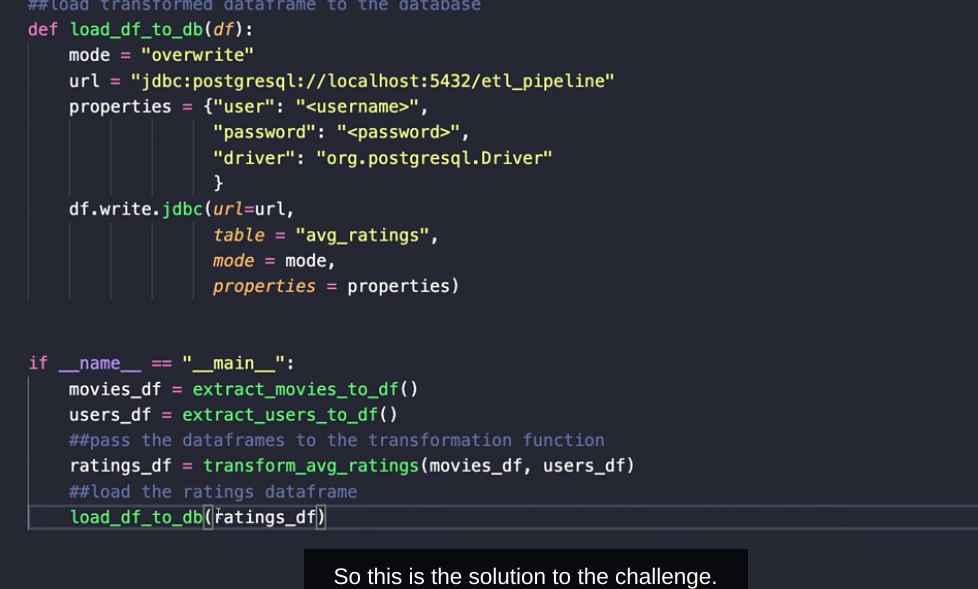 ##load transformed dataframe to the database
def load_df_to_db(df):
    mode = "overwrite"
    url = "jdbc:postgresql://localhost:5432/etl_pipeline"
    properties = {"user": "<username>",
                  "password": "<password>",
                  "driver": "org.postgresql.Driver"
                  }
    df.write.jdbc(url=url,
                  table = "avg_ratings",
                  mode = mode,
                  properties = properties)
if __name__ == "__main__":
    movies_df = extract_movies_to_df()
    users_df = extract_users_to_df()
    ##pass the dataframes to the transformation function
    ratings_df = transform_avg_ratings(movies_df, users_df)
    ##load the ratings dataframe
    load_df_to_db(ratings_df)
So this is the solution to the challenge.